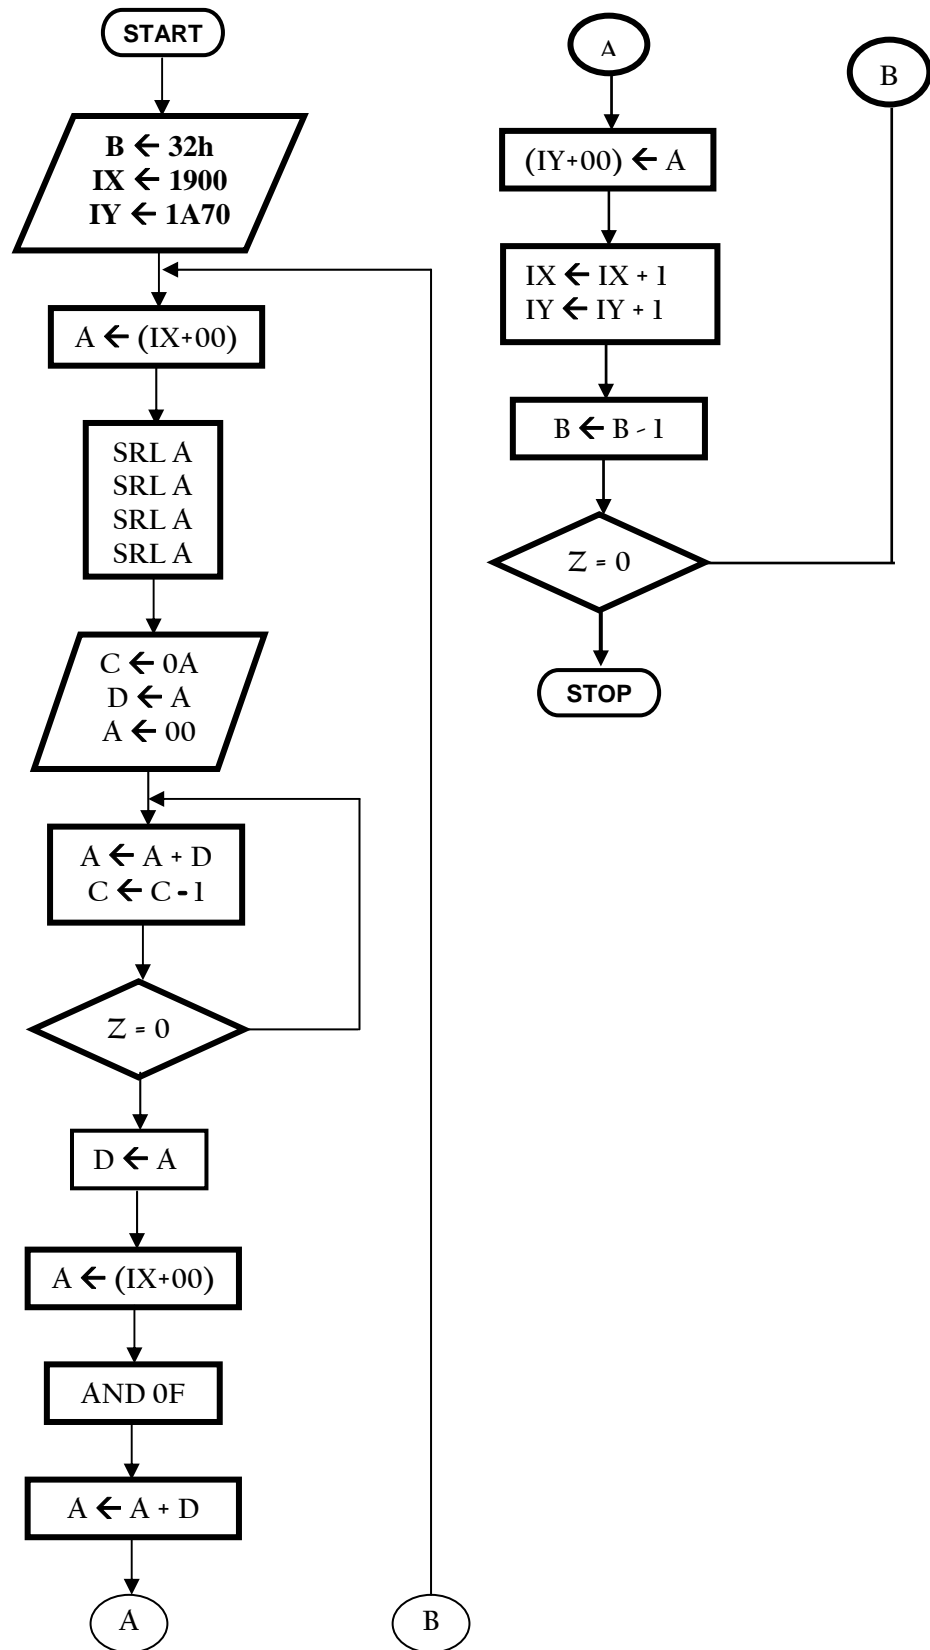 START
B ← 32h
IX ← 1900
IY ← 1A70
A ← (IX+00)
SRL A
SRL A
SRL A
SRL A
C ← 0A
D ← A
A ← 00
A ← A + D
C ← C - 1
Z = 0
D ← A
A ← (IX+00)
AND 0F
A ← A + D
A
B
A
(IY+00) ← A
IX ← IX + 1
IY ← IY + 1
B ← B - 1
Z = 0
STOP
B